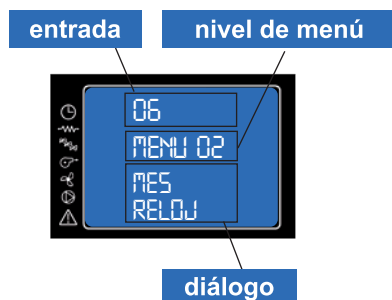 entrada
nivel de menú
06
MENU 02
MES
RELOJ
diálogo